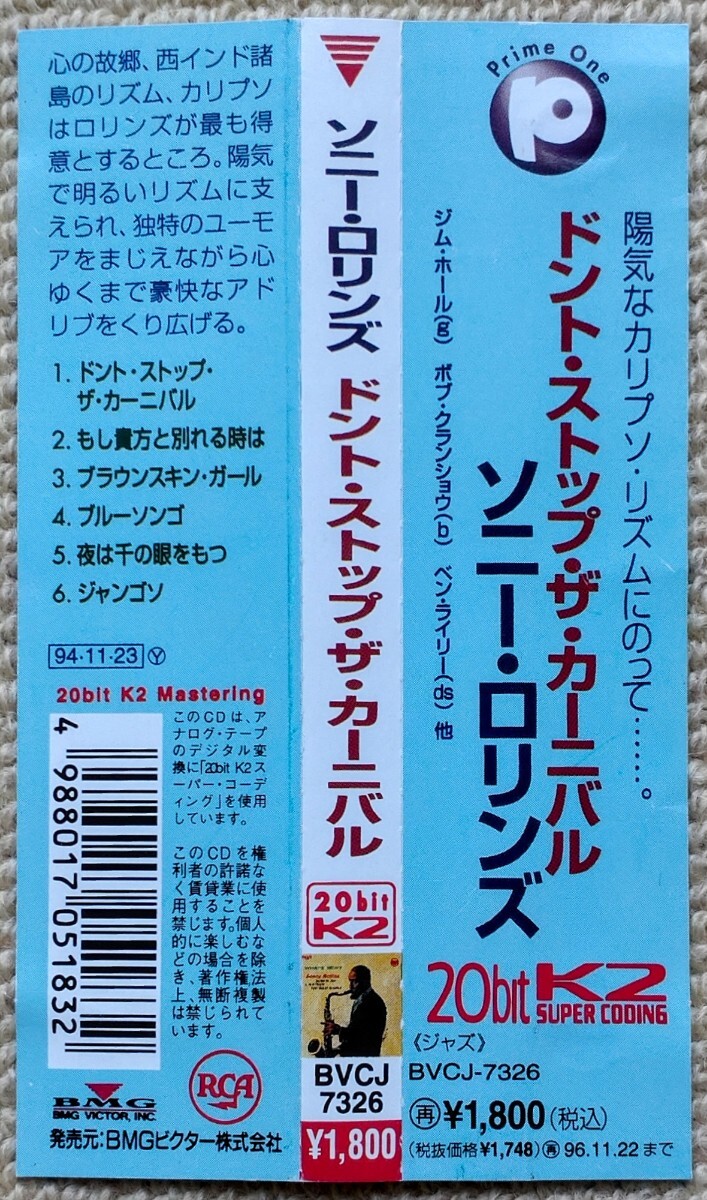 心の故郷、西インド諸
島のリズム、カリプソ
はロリンズが最も得
意とするところ。陽気
で明るいリズムに支
えられ、独特のユーモ
アをまじえながら心
ゆくまで豪快なアド
リブをくり広げる。
1. ドント・ストップ・
ザ・カーニバル
2. もし貴方と別れる時は
3. ブラウンスキン・ガール
4. ブルーソンゴ
5. 夜は千の眼をもつ
6. ジャンゴソ
94・11・23 Ⓨ
20bit K2 Mastering
このCDは、ア
ナログ・テープ
のデジタル変
換に「20bit K2ス
ーパー・コーデ
ィング」を使用
しています。
このCDを権
利者の許諾な
く賃貸業に使
用することを
禁じます。個人
的に楽しむな
どの場合を除
き、著作権法
上、無断複製
は禁じられて
います。
4 988017 051832
BMG
BMG VICTOR, INC.
RCA
発売元:BMGビクター株式会社
ソニー・ロリンズ ドント・ストップ・ザ・カーニバル
20bit
K2
BVCJ
7326
¥1,800
Prime One
p
陽気なカリプソ・リズムにのって……。
ドント・ストップ・ザ・カーニバル
ソニー・ロリンズ
ジム・ホール(g) ボブ・クランショウ(b) ベン・ライリー(ds) 他
20bit K2
SUPER CODING
《ジャズ》
BVCJ-7326
㊢¥1,800(税込)
(税抜価格¥1,748) 再 96.11.22まで